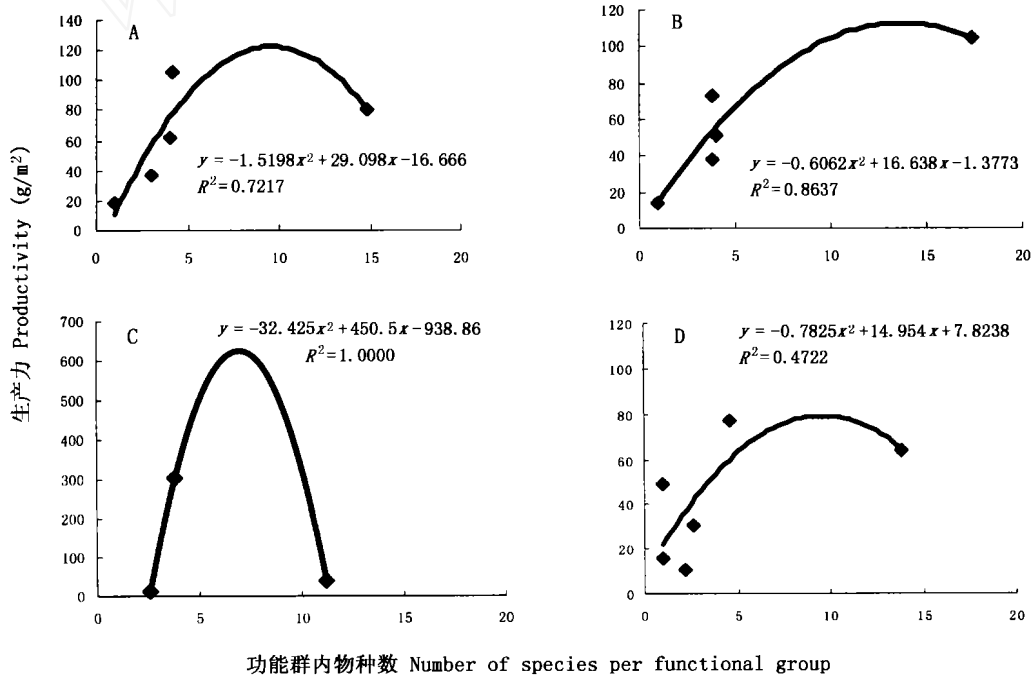 生产力 Productivity (g/m²)
A
140
120
100
80
60
40
20
0
0 5 10 15 20
y = -1.5198x² + 29.098x - 16.666
R² = 0.7217
B
120
100
80
60
40
20
0
0 5 10 15 20
y = -0.6062x² + 16.638x - 1.3773
R² = 0.8637
C
700
600
500
400
300
200
100
0
0 5 10 15 20
y = -32.425x² + 450.5x - 938.86
R² = 1.0000
D
120
100
80
60
40
20
0
0 5 10 15 20
y = -0.7825x² + 14.954x + 7.8238
R² = 0.4722
功能群内物种数 Number of species per functional group